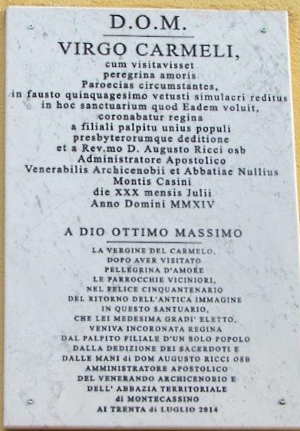 D.O.M.
VIRGO CARMELI,
cum visitavisset
peregrina amoris
Paroecias circumstantes,
in fausto quinquagesimo vetusti simulacri reditus
in hoc sanctuarium quod Eadem voluit,
coronabatur regina
a filiali palpitu unius populi
presbyterorumque deditione
et a Rev.mo D. Augusto Ricci osb
Administratore Apostolico
Venerabilis Archicenobii et Abbatiae Nullius
Montis Casini
die XXX mensis Julii
Anno Domini MMXIV
A DIO OTTIMO MASSIMO
LA VERGINE DEL CARMELO,
DOPO AVER VISITATO
PELLEGRINA D'AMORE
LE PARROCCHIE VICINIORI,
NEL FELICE CINQUANTENARIO
DEL RITORNO DELL'ANTICA IMMAGINE
IN QUESTO SANTUARIO,
CHE LEI MEDESIMA GRADI' ELETTO,
VENIVA INCORONATA REGINA
DAL PALPITO FILIALE D'UN SOLO POPOLO
DALLA DEDIZIONE DEI SACERDOTI E
DALLE MANI di DOM AUGUSTO RICCI OSB
AMMINISTRATORE APOSTOLICO
DEL VENERANDO ARCHICENOBIO E
DELL' ABBAZIA TERRITORIALE
di MONTECASSINO
AI TRENTA di LUGLIO 2014